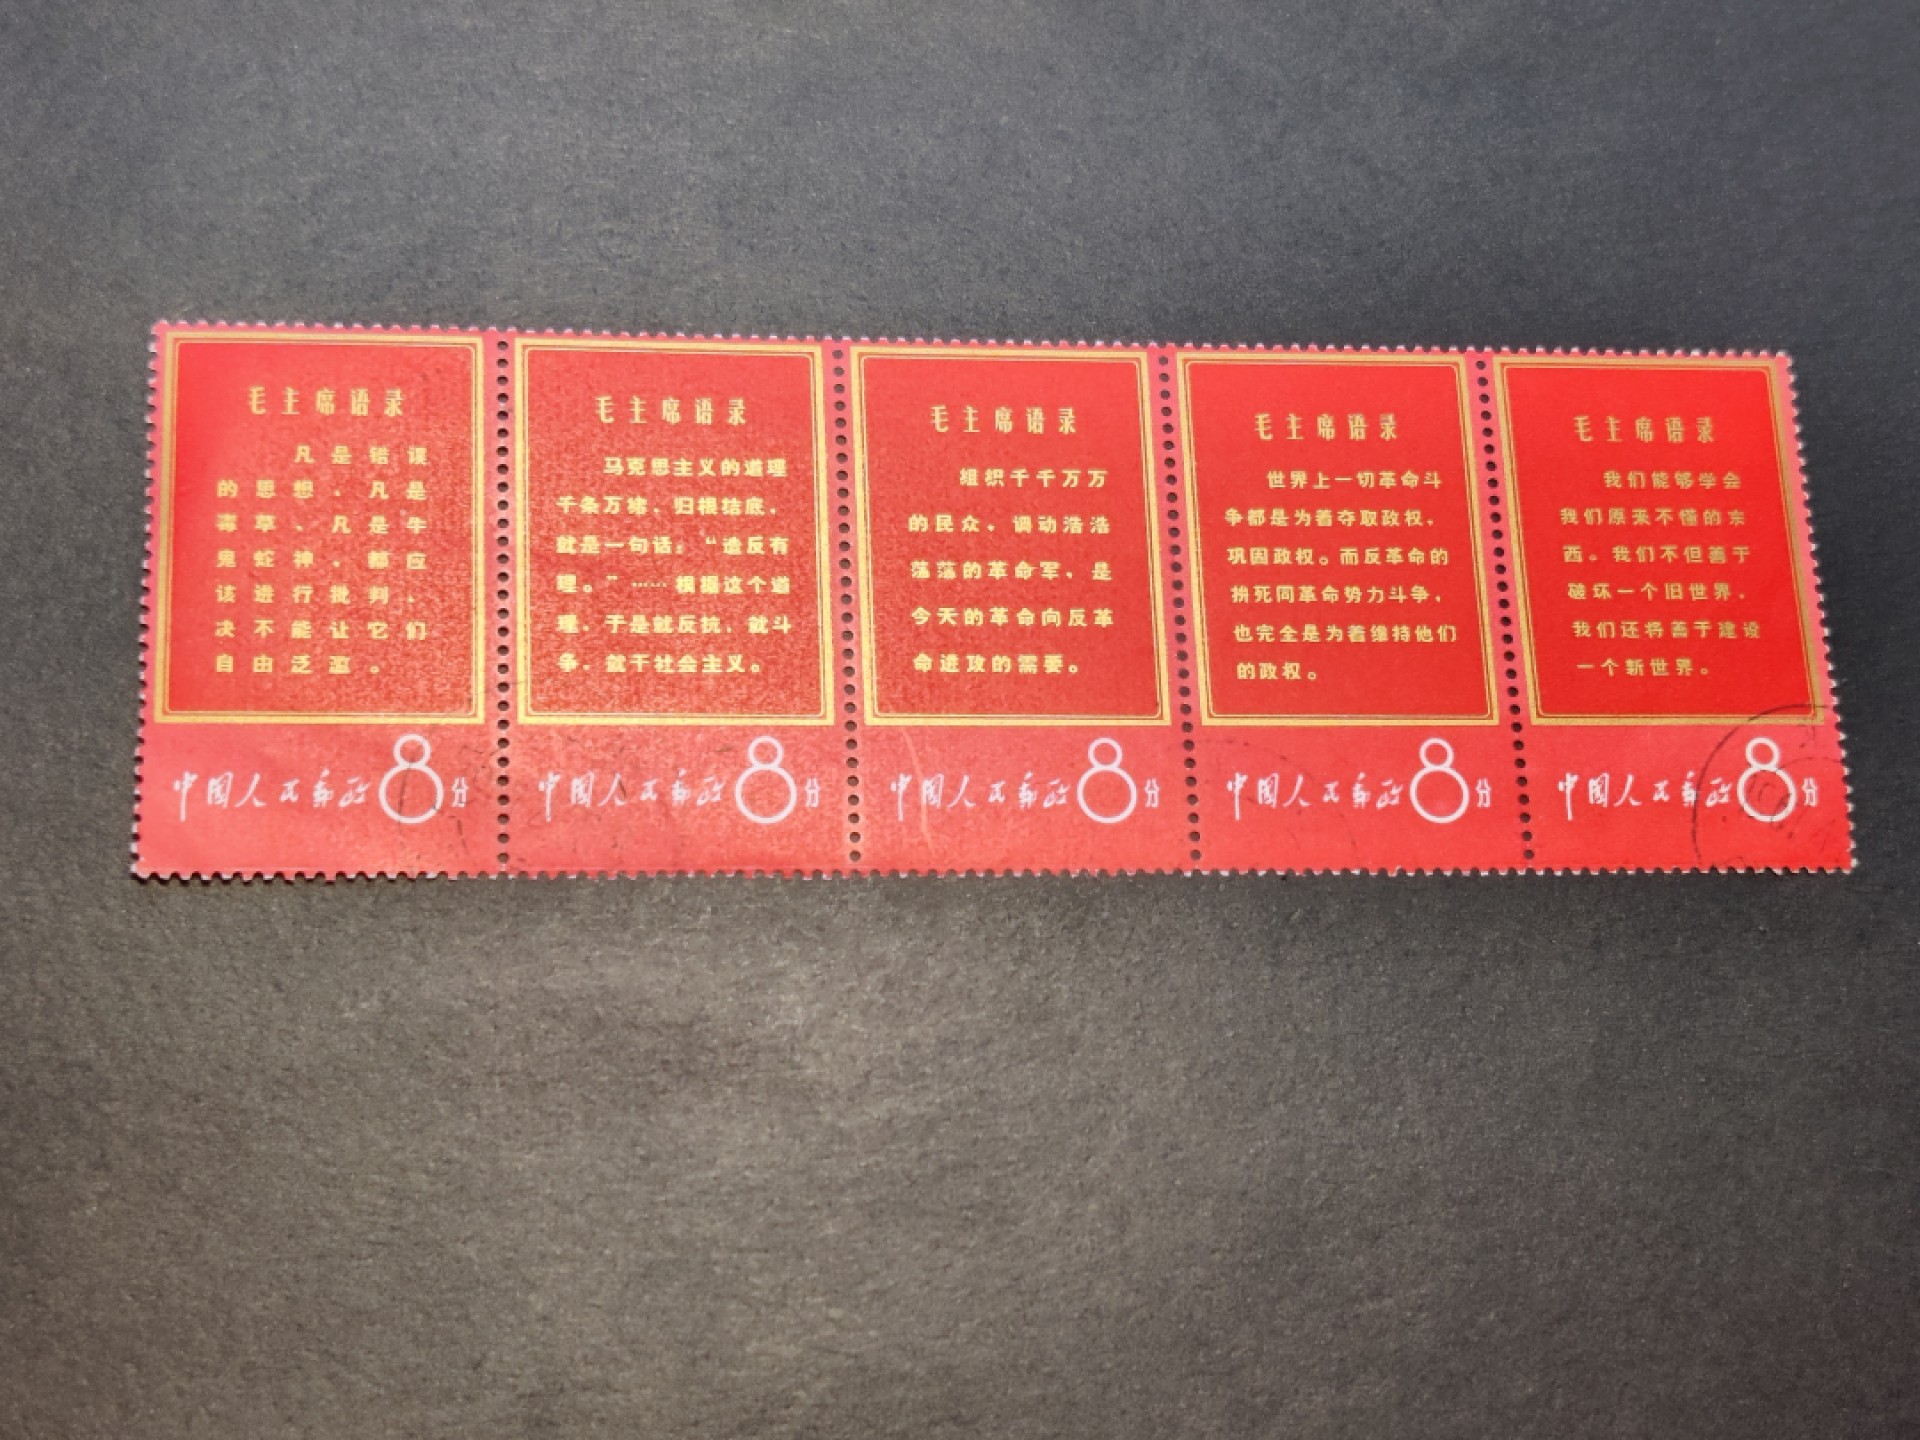 毛主席语录
凡是错误
的思想，凡是
毒草，凡是牛
鬼蛇神，都应
该进行批判，
决不能让它们
自由泛滥。
中国人民邮政8分
毛主席语录
马克思主义的道理
千条万绪，归根结底，
就是一句话：“造反有
理。”……根据这个道
理，于是就反抗，就斗
争，就干社会主义。
中国人民邮政8分
毛主席语录
组织千千万万
的民众，调动浩浩
荡荡的革命军，是
今天的革命向反革
命进攻的需要。
中国人民邮政8分
毛主席语录
世界上一切革命斗
争都是为着夺取政权，
巩固政权。而反革命的
拚死同革命势力斗争，
也完全是为着维持他们
的政权。
中国人民邮政8分
毛主席语录
我们能够学会
我们原来不懂的东
西。我们不但善于
破坏一个旧世界，
我们还将善于建设
一个新世界。
中国人民邮政8分